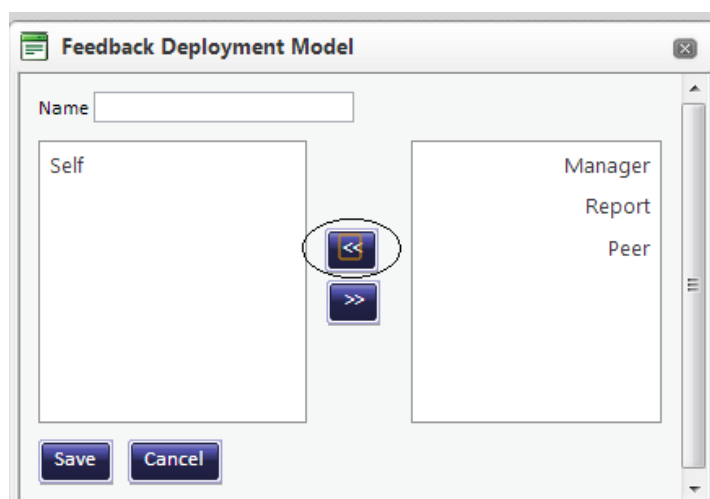 Feedback Deployment Model
Name
Self
Manager
Report
Peer
<<
>>
Save
Cancel